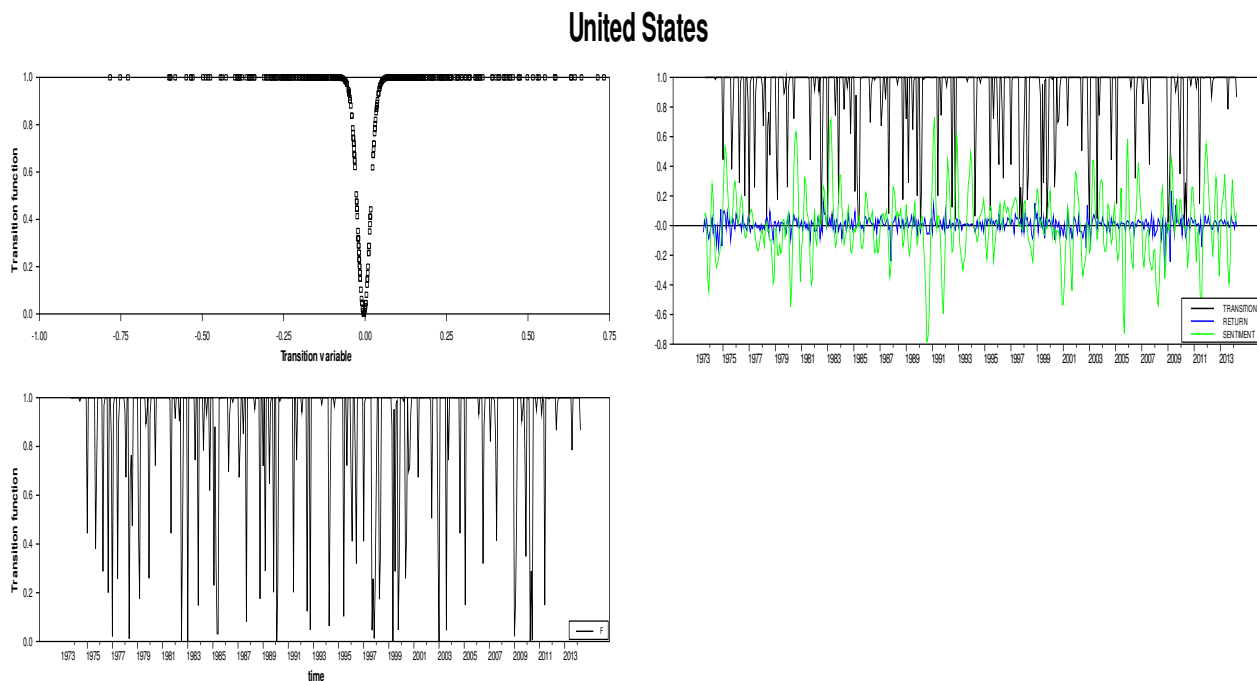 United States
1.0
0.8
0.6
0.4
0.2
0.0
Transition function
-1.00 -0.75 -0.50 -0.25 0.00 0.25 0.50 0.75
Transition variable
1.0
0.8
0.6
0.4
0.2
-0.0
-0.2
-0.4
-0.6
-0.8
TRANSITION
RETURN
SENTIMENT
1973 1975 1977 1979 1981 1983 1985 1987 1989 1991 1993 1995 1997 1999 2001 2003 2005 2007 2009 2011 2013
1.0
0.8
0.6
0.4
0.2
0.0
Transition function
F
1973 1975 1977 1979 1981 1983 1985 1987 1989 1991 1993 1995 1997 1999 2001 2003 2005 2007 2009 2011 2013
time